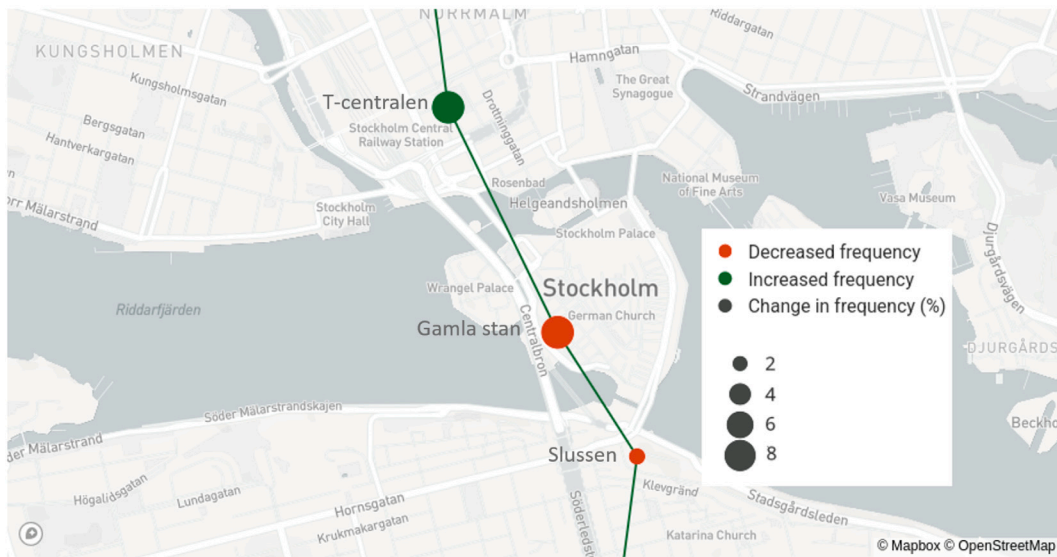 NORRMALM
KUNGSHOLMEN
Riddargatan
Hamngatan
Kungsholmsgatan
The Great
Synagogue
Strandvägen
T-centralen
Drottninggatan
Bergsgatan
Stockholm Central
Railway Station
Hantverkargatan
National Museum
of Fine Arts
Rosenbad
Vasa Museum
Helgeandsholmen
orr Mälarstrand
Stockholm
City Hall
Stockholm Palace
Djurgårdsvägen
Decreased frequency
Increased frequency
Change in frequency (%)
Wrangel Palace
Stockholm
Riddarfjärden
German Church
Gamla stan
Centralbron
DJURGÅRDS
2
4
6
8
Söder Mälarstrandskajen
der Mälarstrand
Beckho
Slussen
Klevgränd
Högalidsgatan
Lundagatan
Hornsgatan
Stadsgårdsleden
Krukmakargatan
Söderledst
Katarina Church
© Mapbox © OpenStreetMap